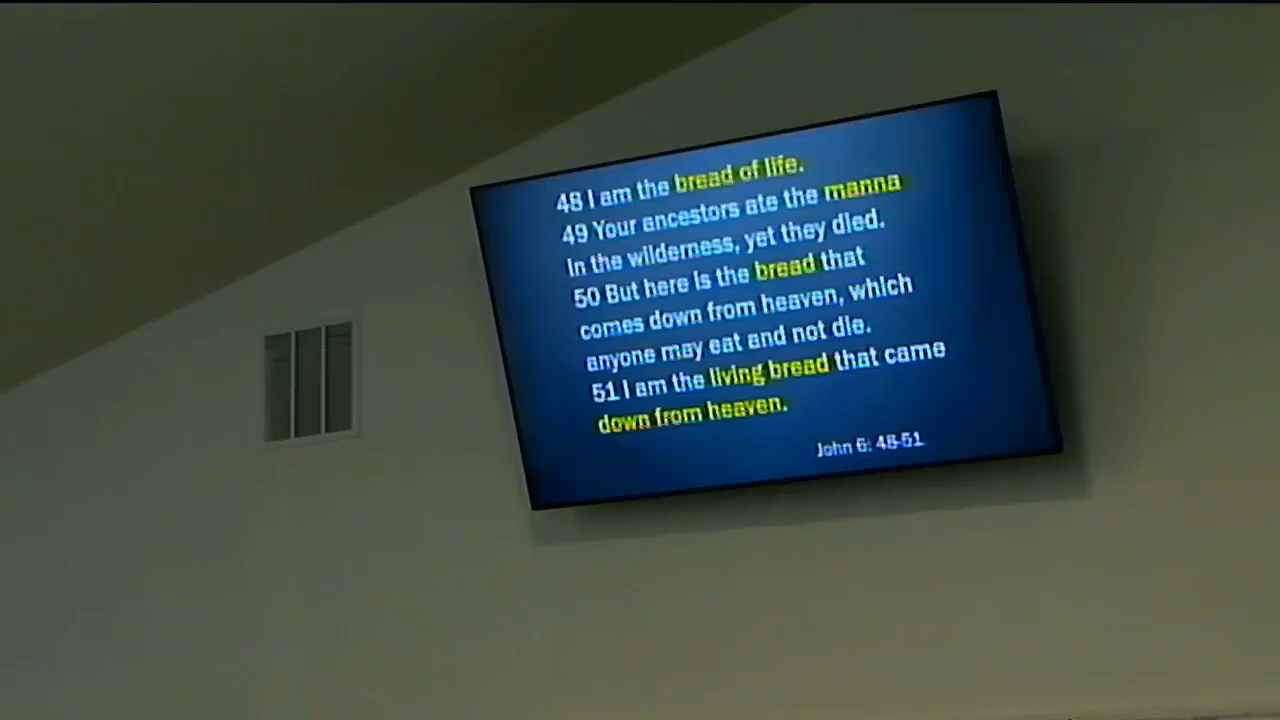 48 I am the bread of life.
49 Your ancestors ate the manna
in the wilderness, yet they died.
50 But here is the bread that
comes down from heaven, which
anyone may eat and not die.
51 I am the living bread that came
down from heaven.
John 6: 48-51